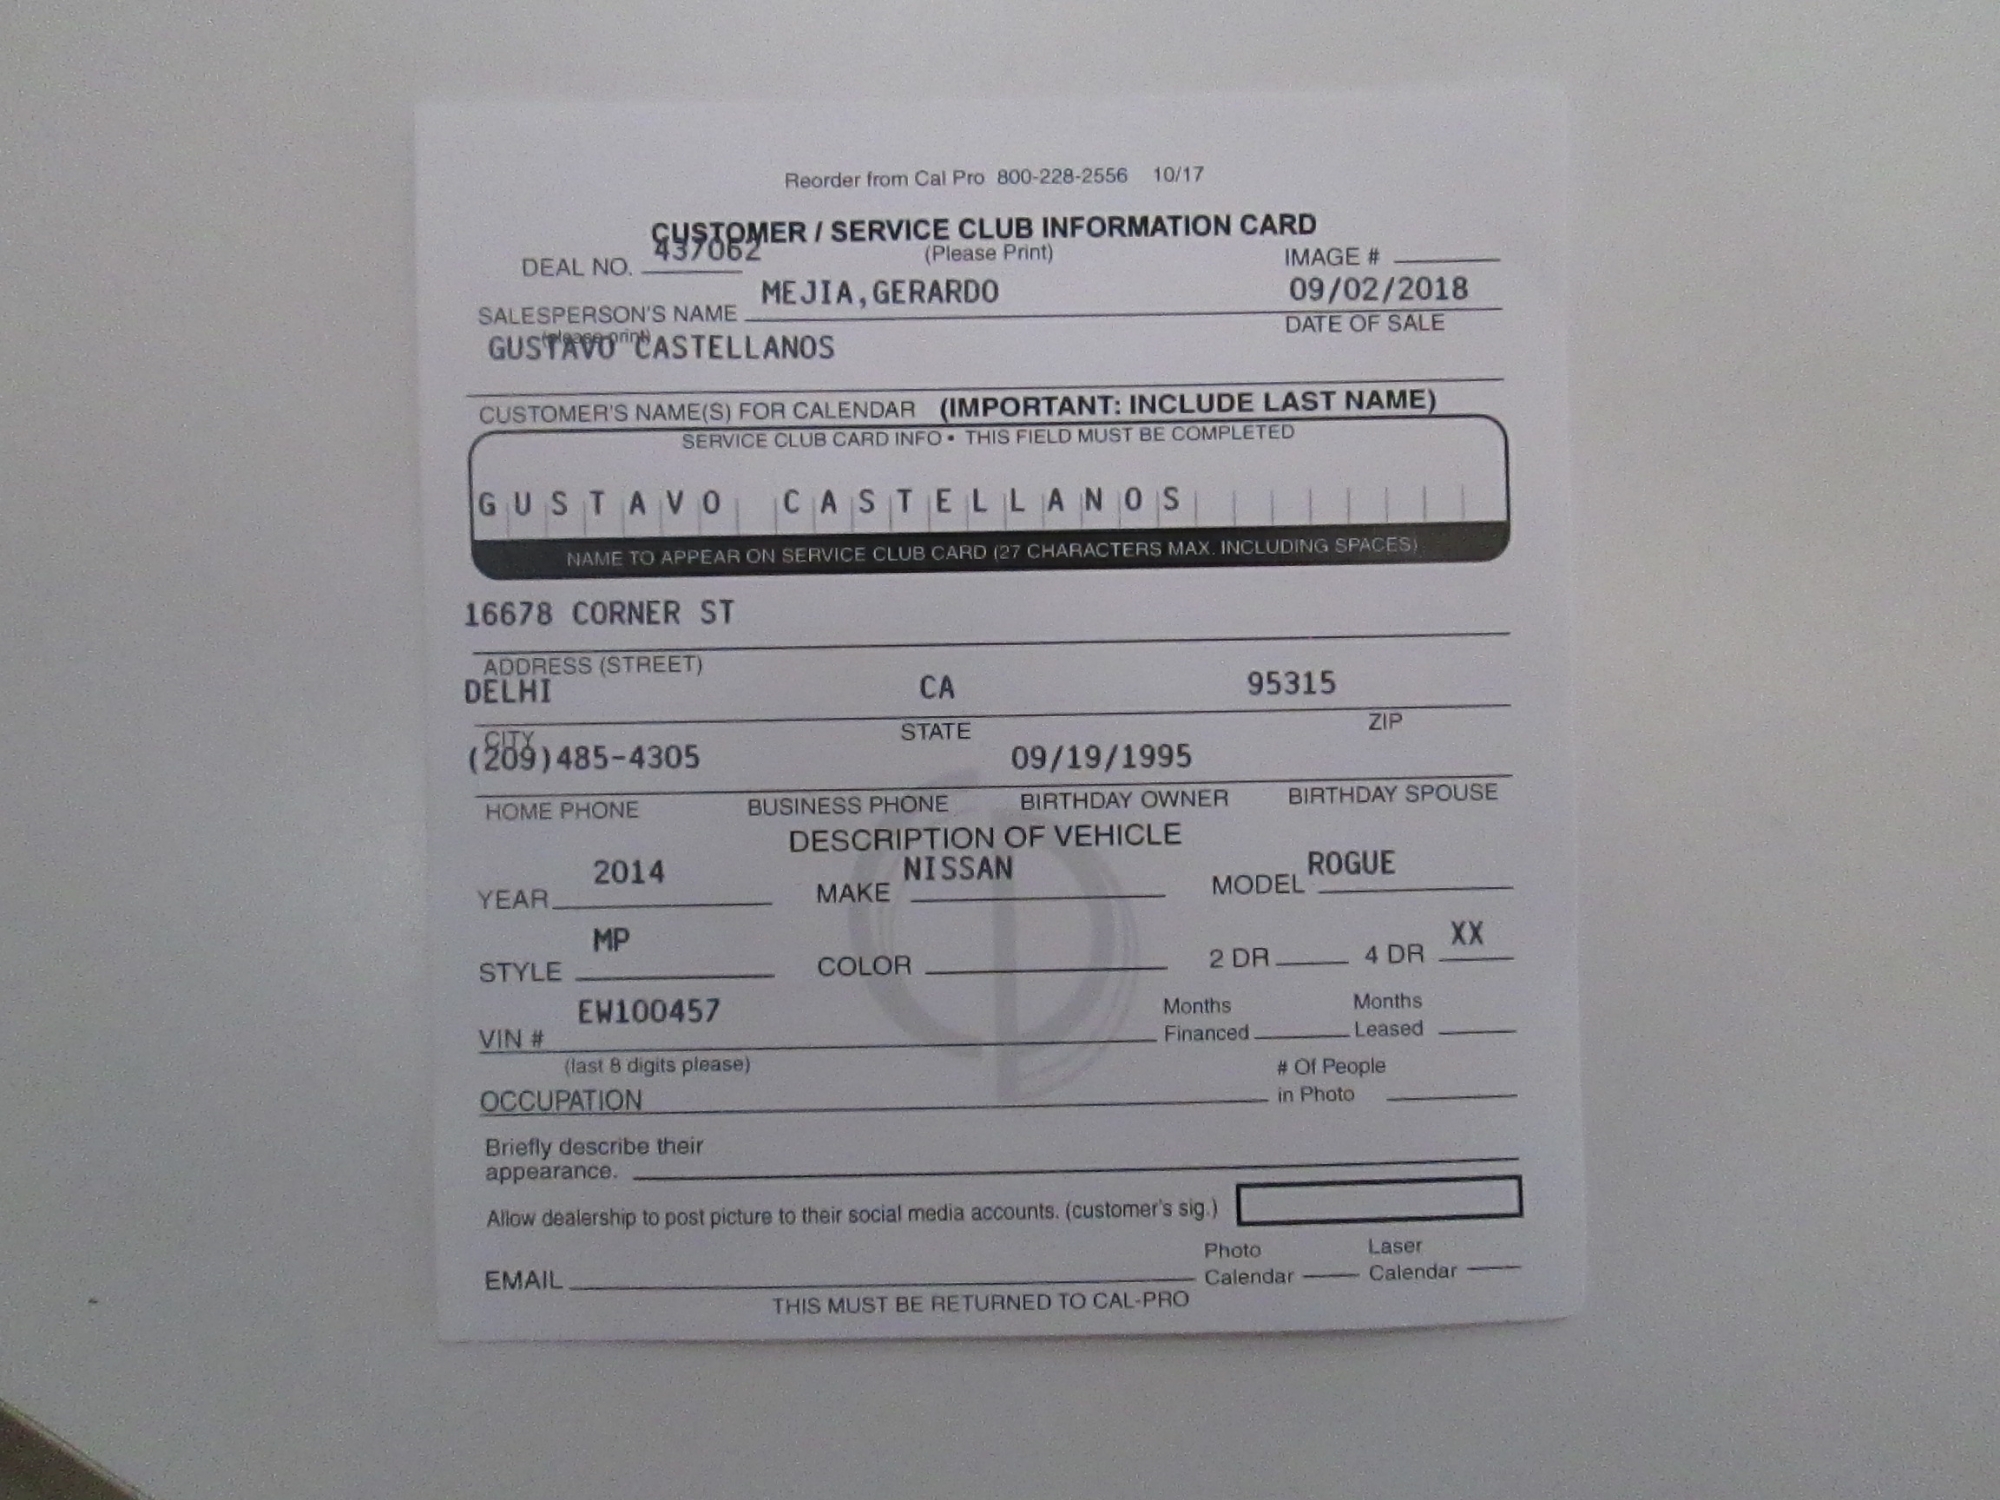 Reorder from Cal Pro 800-228-2556 10/17
CUSTOMER / SERVICE CLUB INFORMATION CARD
DEAL NO. 437062 (Please Print) IMAGE #
SALESPERSON'S NAME MEJIA,GERARDO 09/02/2018
(please print) DATE OF SALE
GUSTAVO CASTELLANOS
CUSTOMER'S NAME(S) FOR CALENDAR (IMPORTANT: INCLUDE LAST NAME)
SERVICE CLUB CARD INFO • THIS FIELD MUST BE COMPLETED
GUSTAVO CASTELLANOS
NAME TO APPEAR ON SERVICE CLUB CARD (27 CHARACTERS MAX. INCLUDING SPACES)
16678 CORNER ST
ADDRESS (STREET)
DELHI CA 95315
CITY STATE ZIP
(209)485-4305 09/19/1995
HOME PHONE BUSINESS PHONE BIRTHDAY OWNER BIRTHDAY SPOUSE
DESCRIPTION OF VEHICLE
YEAR 2014 MAKE NISSAN MODEL ROGUE
STYLE MP COLOR 2 DR 4 DR XX
VIN # EW100457 Months Financed Months Leased
(last 8 digits please)
OCCUPATION # Of People in Photo
Briefly describe their
appearance.
Allow dealership to post picture to their social media accounts. (customer's sig.)
EMAIL Photo Calendar Laser Calendar
THIS MUST BE RETURNED TO CAL-PRO